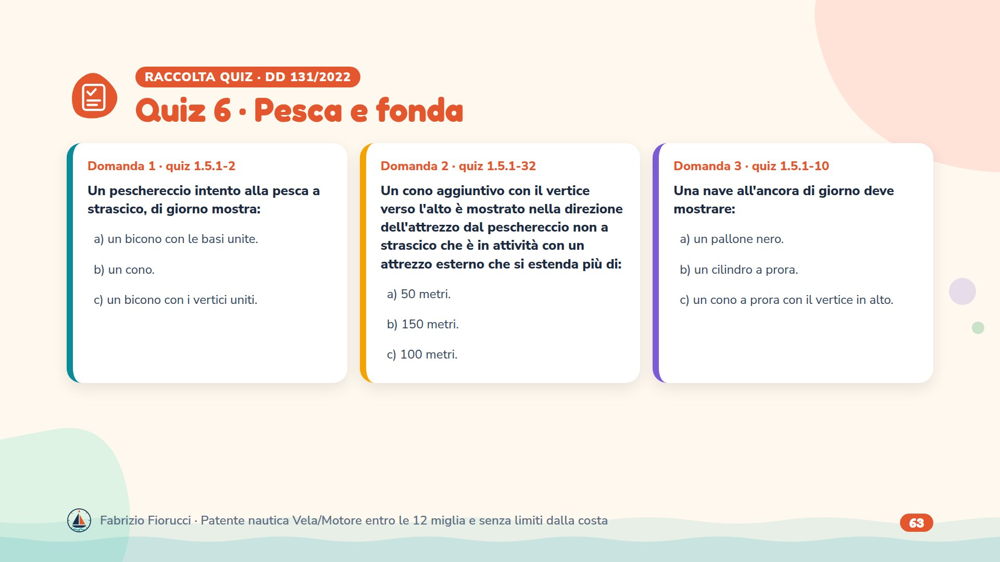 RACCOLTA QUIZ · DD 131/2022
Quiz 6 · Pesca e fonda
Domanda 1 · quiz 1.5.1-2
Un peschereccio intento alla pesca a
strascico, di giorno mostra:
a) un bicono con le basi unite.
b) un cono.
c) un bicono con i vertici uniti.
Domanda 2 · quiz 1.5.1-32
Un cono aggiuntivo con il vertice
verso l'alto è mostrato nella direzione
dell'attrezzo dal peschereccio non a
strascico che è in attività con un
attrezzo esterno che si estenda più di:
a) 50 metri.
b) 150 metri.
c) 100 metri.
Domanda 3 · quiz 1.5.1-10
Una nave all'ancora di giorno deve
mostrare:
a) un pallone nero.
b) un cilindro a prora.
c) un cono a prora con il vertice in alto.
Fabrizio Fiorucci · Patente nautica Vela/Motore entro le 12 miglia e senza limiti dalla costa
63